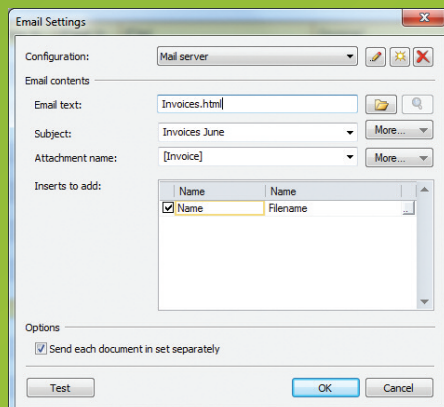 Email Settings
Configuration: Mail server
Email contents
Email text: Invoices.html
Subject: Invoices June More...
Attachment name: [Invoice] More...
Inserts to add:
Name Name
Name Filename ...
Options
Send each document in set separately
Test OK Cancel